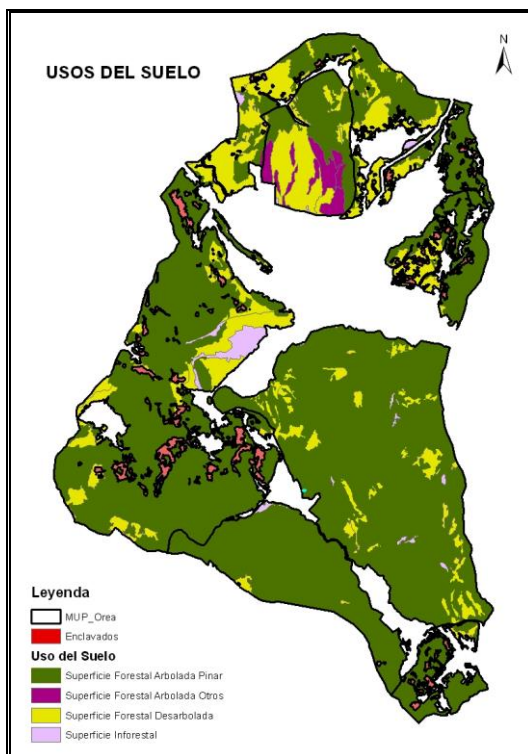 USOS DEL SUELO
N
Leyenda
MUP_Orea
Enclavados
Uso del Suelo
Superficie Forestal Arbolada Pinar
Superficie Forestal Arbolada Otros
Superficie Forestal Desarbolada
Superficie Inforestal